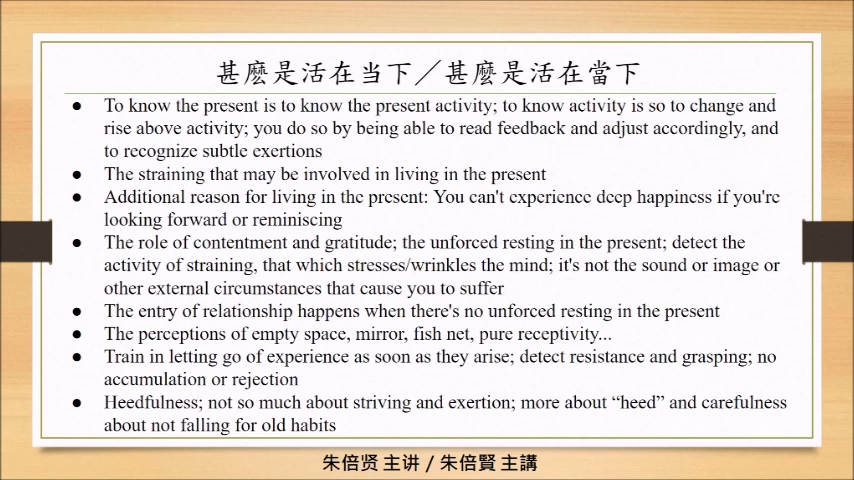 甚麽是活在当下／甚麽是活在當下
● To know the present is to know the present activity; to know activity is so to change and
rise above activity; you do so by being able to read feedback and adjust accordingly, and
to recognize subtle exertions
● The straining that may be involved in living in the present
● Additional reason for living in the present: You can't experience deep happiness if you're
looking forward or reminiscing
● The role of contentment and gratitude; the unforced resting in the present; detect the
activity of straining, that which stresses/wrinkles the mind; it's not the sound or image or
other external circumstances that cause you to suffer
● The entry of relationship happens when there's no unforced resting in the present
● The perceptions of empty space, mirror, fish net, pure receptivity...
● Train in letting go of experience as soon as they arise; detect resistance and grasping; no
accumulation or rejection
● Heedfulness; not so much about striving and exertion; more about “heed” and carefulness
about not falling for old habits
朱倍贤 主讲 / 朱倍賢 主講